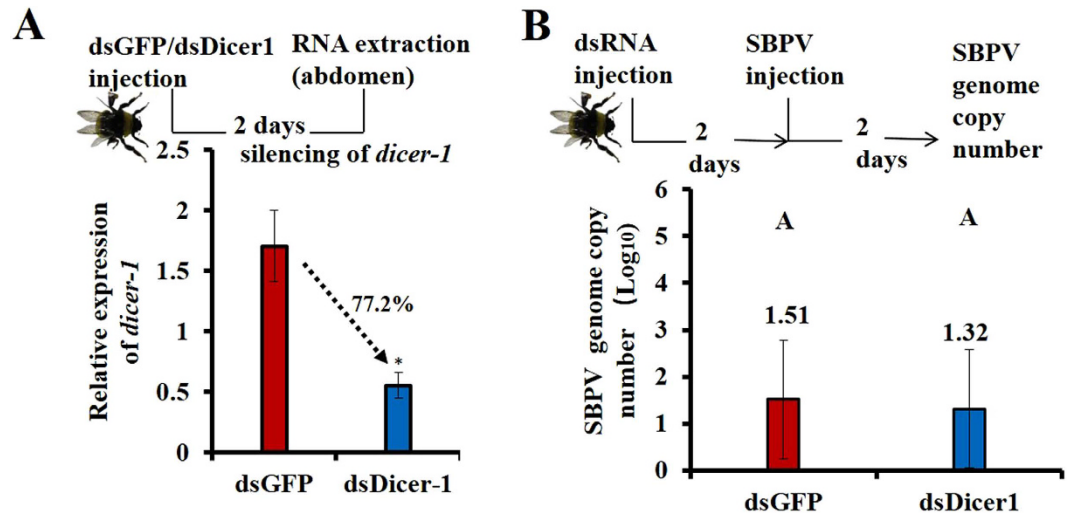 A
dsGFP/dsDicer1
injection
RNA extraction
(abdomen)
2 days
silencing of dicer-1
Relative expression
of dicer-1
2.5
2
1.5
1
0.5
0
77.2%
*
dsGFP
dsDicer-1
B
dsRNA
injection
SBPV
injection
SBPV
genome
copy
number
2
days
2
days
SBPV genome copy
number (Log10)
6
5
4
3
2
1
0
A
A
1.51
1.32
dsGFP
dsDicer1